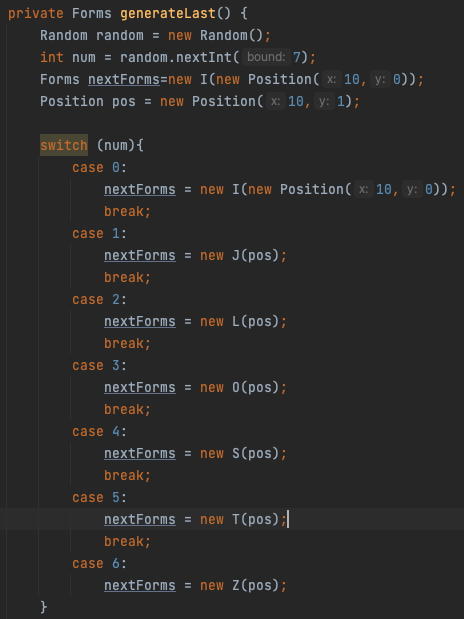 private Forms generateLast() {
Random random = new Random();
int num = random.nextInt( bound: 7);
Forms nextForms=new I(new Position( x: 10, y: 0));
Position pos = new Position( x: 10, y: 1);
switch (num){
case 0:
nextForms = new I(new Position( x: 10, y: 0));
break;
case 1:
nextForms = new J(pos);
break;
case 2:
nextForms = new L(pos);
break;
case 3:
nextForms = new O(pos);
break;
case 4:
nextForms = new S(pos);
break;
case 5:
nextForms = new T(pos);
break;
case 6:
nextForms = new Z(pos);
}